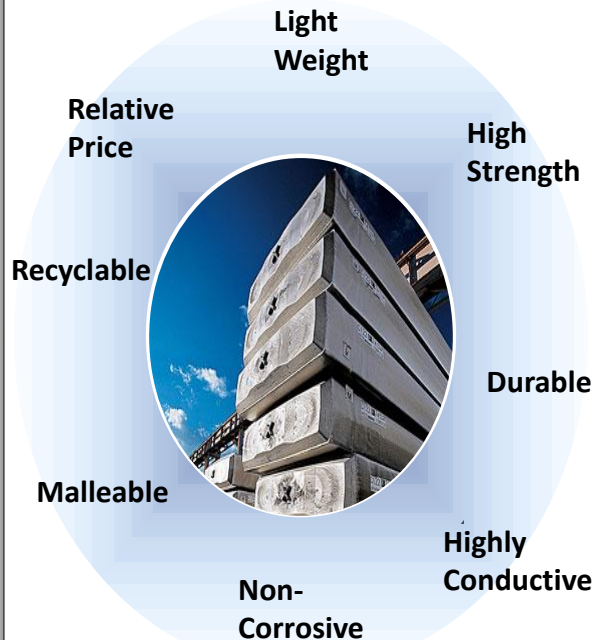 Light
Weight
High
Strength
Durable
Highly
Conductive
Non-
Corrosive
Malleable
Recyclable
Relative
Price